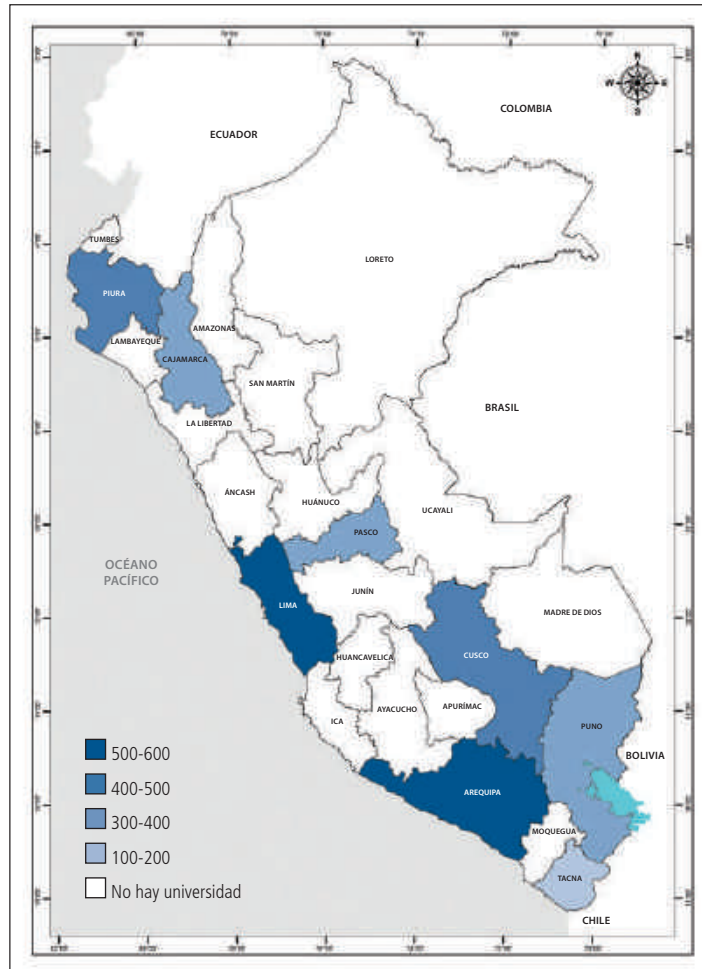 N
W E
S
COLOMBIA
ECUADOR
TUMBES
LORETO
PIURA
AMAZONAS
LAMBAYEQUE
CAJAMARCA
SAN MARTÍN
BRASIL
LA LIBERTAD
ÁNCASH
HUÁNUCO
UCAYALI
PASCO
OCÉANO
PACÍFICO
JUNÍN
LIMA
MADRE DE DIOS
HUANCAVELICA
CUSCO
AYACUCHO
APURÍMAC
ICA
PUNO
BOLIVIA
AREQUIPA
MOQUEGUA
TACNA
CHILE
500-600
400-500
300-400
100-200
No hay universidad